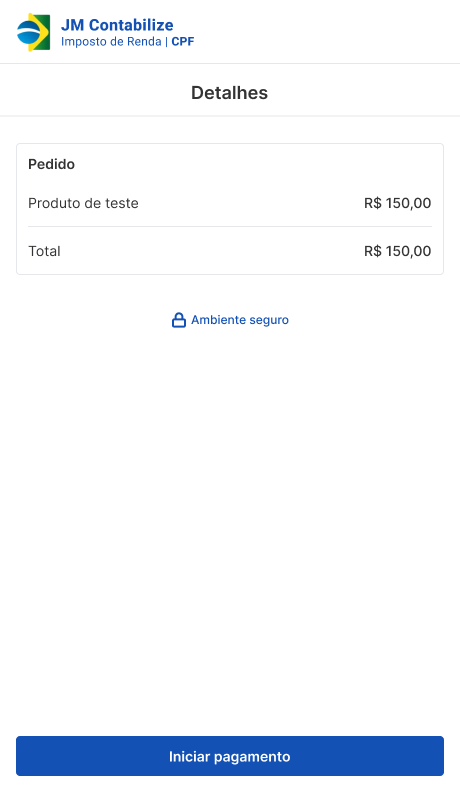 JM Contabilize
Imposto de Renda | CPF
Detalhes
Pedido
Produto de teste R$ 150,00
Total R$ 150,00
Ambiente seguro
Iniciar pagamento